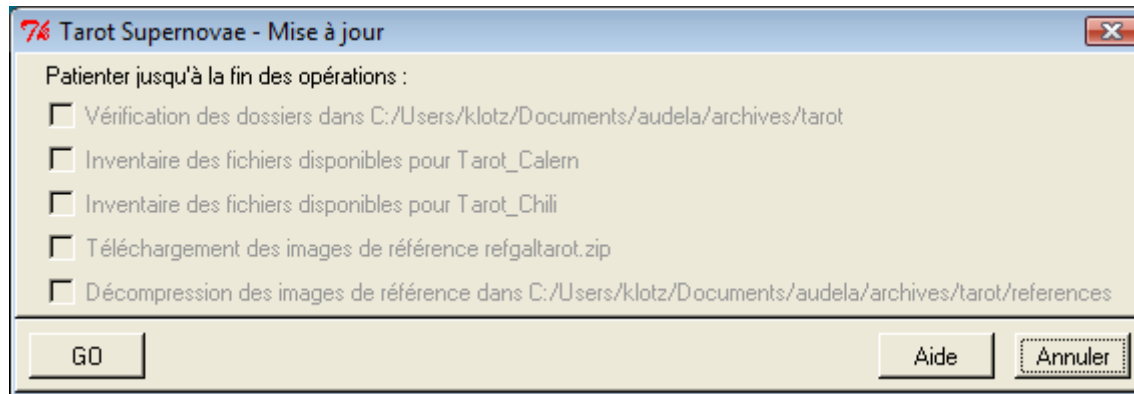 Tarot Supernovae - Mise à jour
Patienter jusqu'à la fin des opérations :
Vérification des dossiers dans C:/Users/klotz/Documents/audela/archives/tarot
Inventaire des fichiers disponibles pour Tarot_Calern
Inventaire des fichiers disponibles pour Tarot_Chili
Téléchargement des images de référence refgaltarot.zip
Décompression des images de référence dans C:/Users/klotz/Documents/audela/archives/tarot/references
GO Aide Annuler